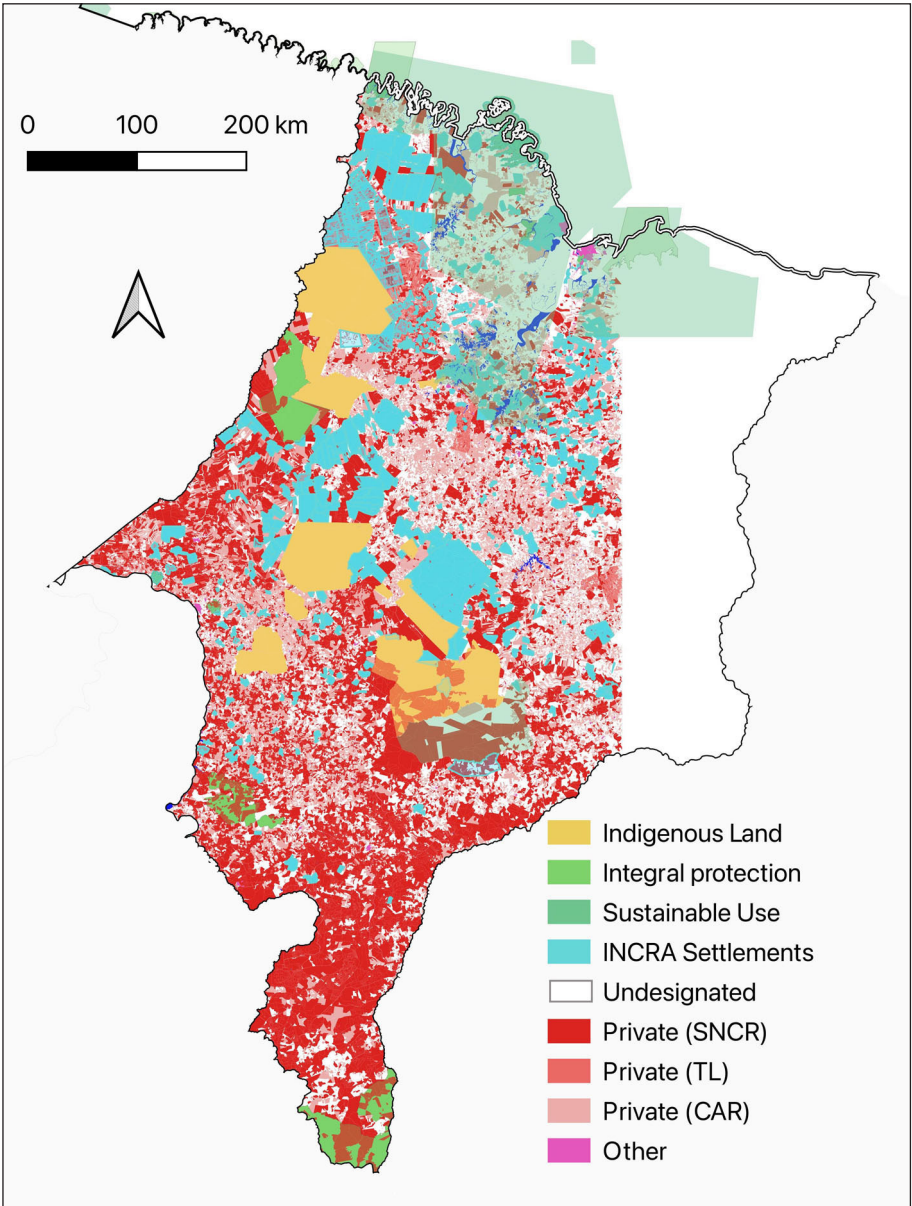 0 100 200 km
Indigenous Land
Integral protection
Sustainable Use
INCRA Settlements
Undesignated
Private (SNCR)
Private (TL)
Private (CAR)
Other